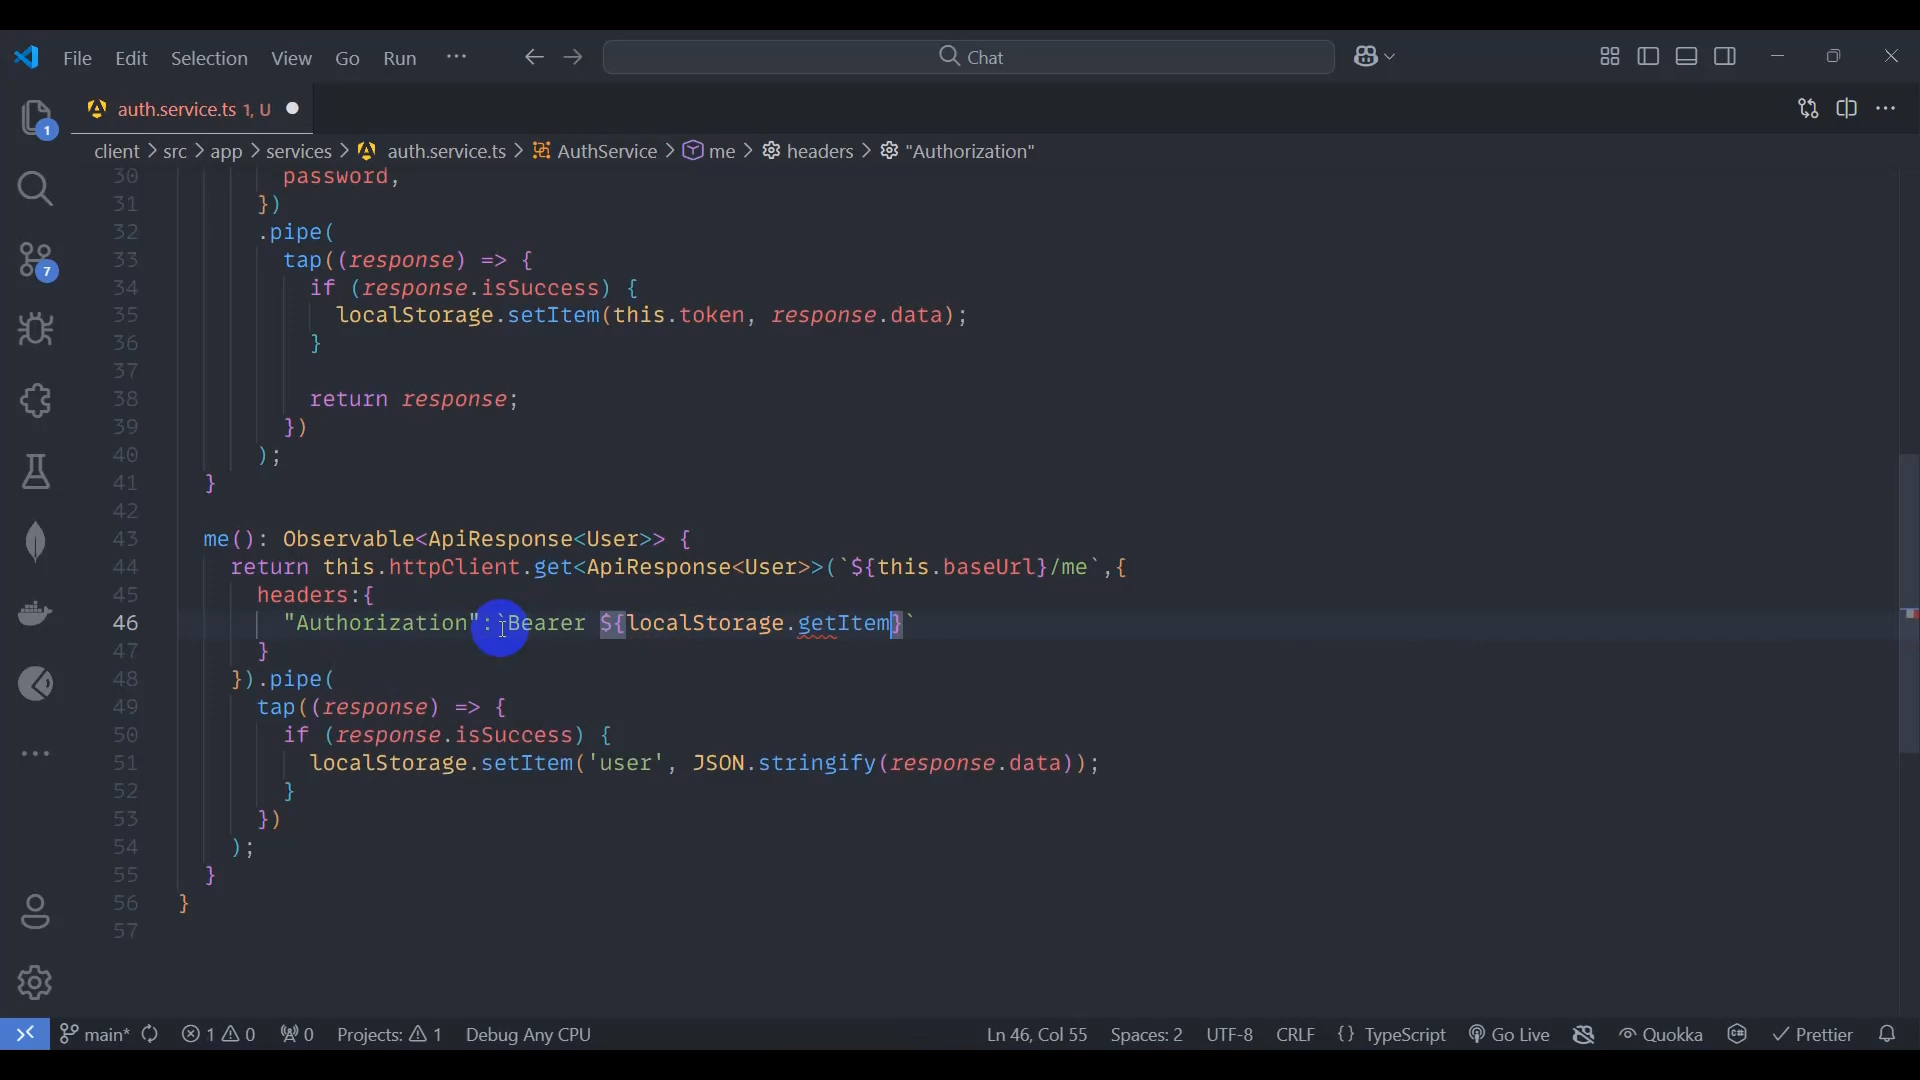 File Edit Selection View Go Run ··· Chat
auth.service.ts 1, U
client > src > app > services > auth.service.ts > AuthService > me > headers > "Authorization"
30 password,
31 })
32 .pipe(
33 tap((response) => {
34 if (response.isSuccess) {
35 localStorage.setItem(this.token, response.data);
36 }
37
38 return response;
39 })
40 );
41 }
42
43 me(): Observable<ApiResponse<User>> {
44 return this.httpClient.get<ApiResponse<User>>(`${this.baseUrl}/me`,{
45 headers:{
46 "Authorization":`Bearer ${localStorage.getItem}`
47 }
48 }).pipe(
49 tap((response) => {
50 if (response.isSuccess) {
51 localStorage.setItem('user', JSON.stringify(response.data));
52 }
53 })
54 );
55 }
56 }
57
1
7
main* 1 0 0 Projects: 1 Debug Any CPU Ln 46, Col 55 Spaces: 2 UTF-8 CRLF {} TypeScript Go Live Quokka Prettier